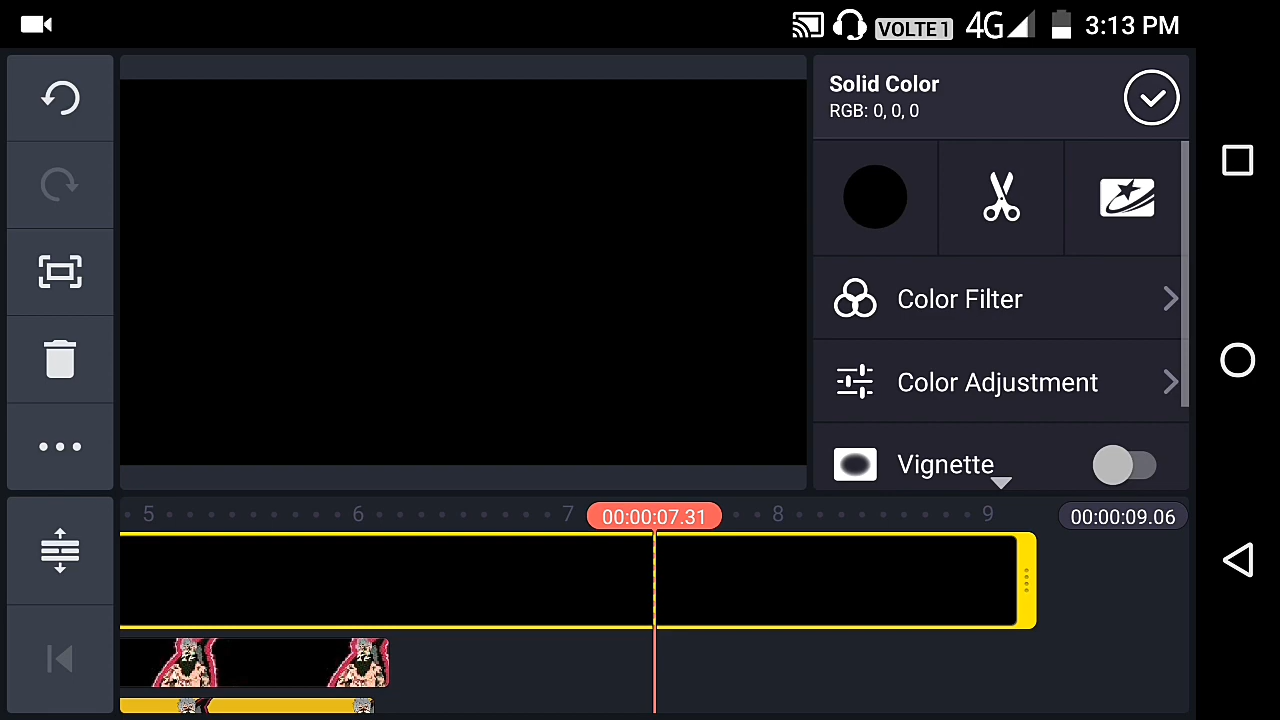 VOLTE 1 4G 3:13 PM
Solid Color
RGB: 0, 0, 0
Color Filter
Color Adjustment
Vignette
5 6 7 00:00:07.31 8 9 00:00:09.06